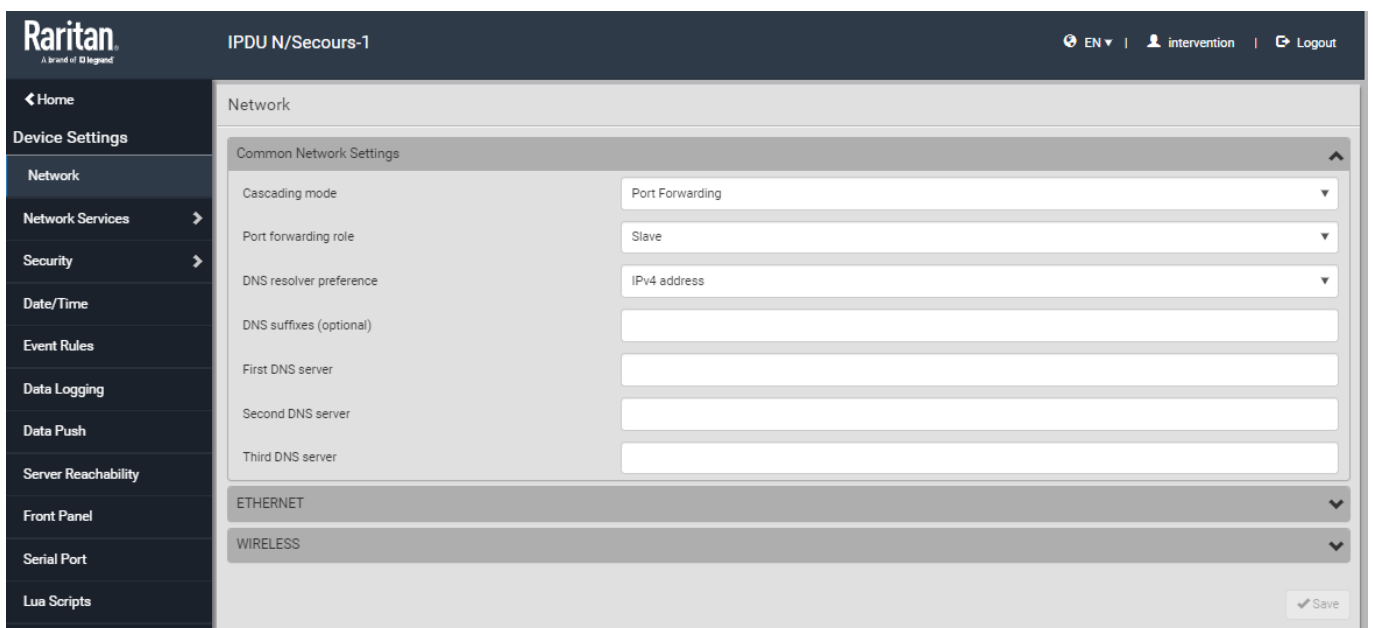 Raritan.
A brand of legrand
IPDU N/Secours-1
EN
intervention
Logout
Home
Device Settings
Network
Network Services
Security
Date/Time
Event Rules
Data Logging
Data Push
Server Reachability
Front Panel
Serial Port
Lua Scripts
Network
Common Network Settings
Cascading mode Port Forwarding
Port forwarding role Slave
DNS resolver preference IPv4 address
DNS suffixes (optional)
First DNS server
Second DNS server
Third DNS server
ETHERNET
WIRELESS
Save